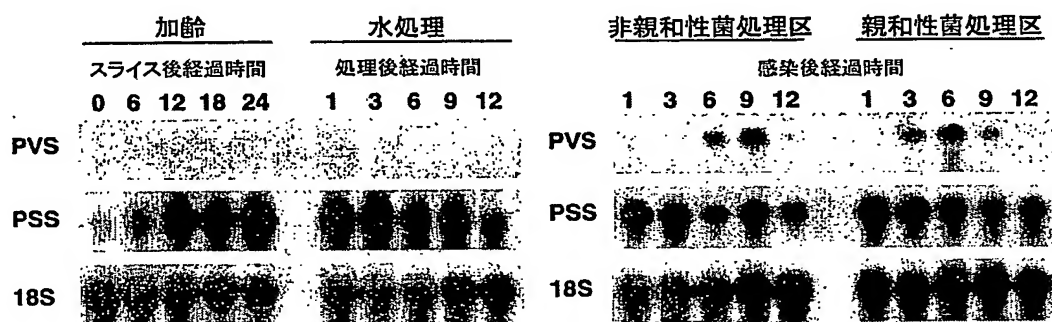 加齢 水処理 非親和性菌処理区 親和性菌処理区
スライス後経過時間 処理後経過時間 感染後経過時間
0 6 12 18 24 1 3 6 9 12 1 3 6 9 12 1 3 6 9 12
PVS PVS
PSS PSS
18S 18S